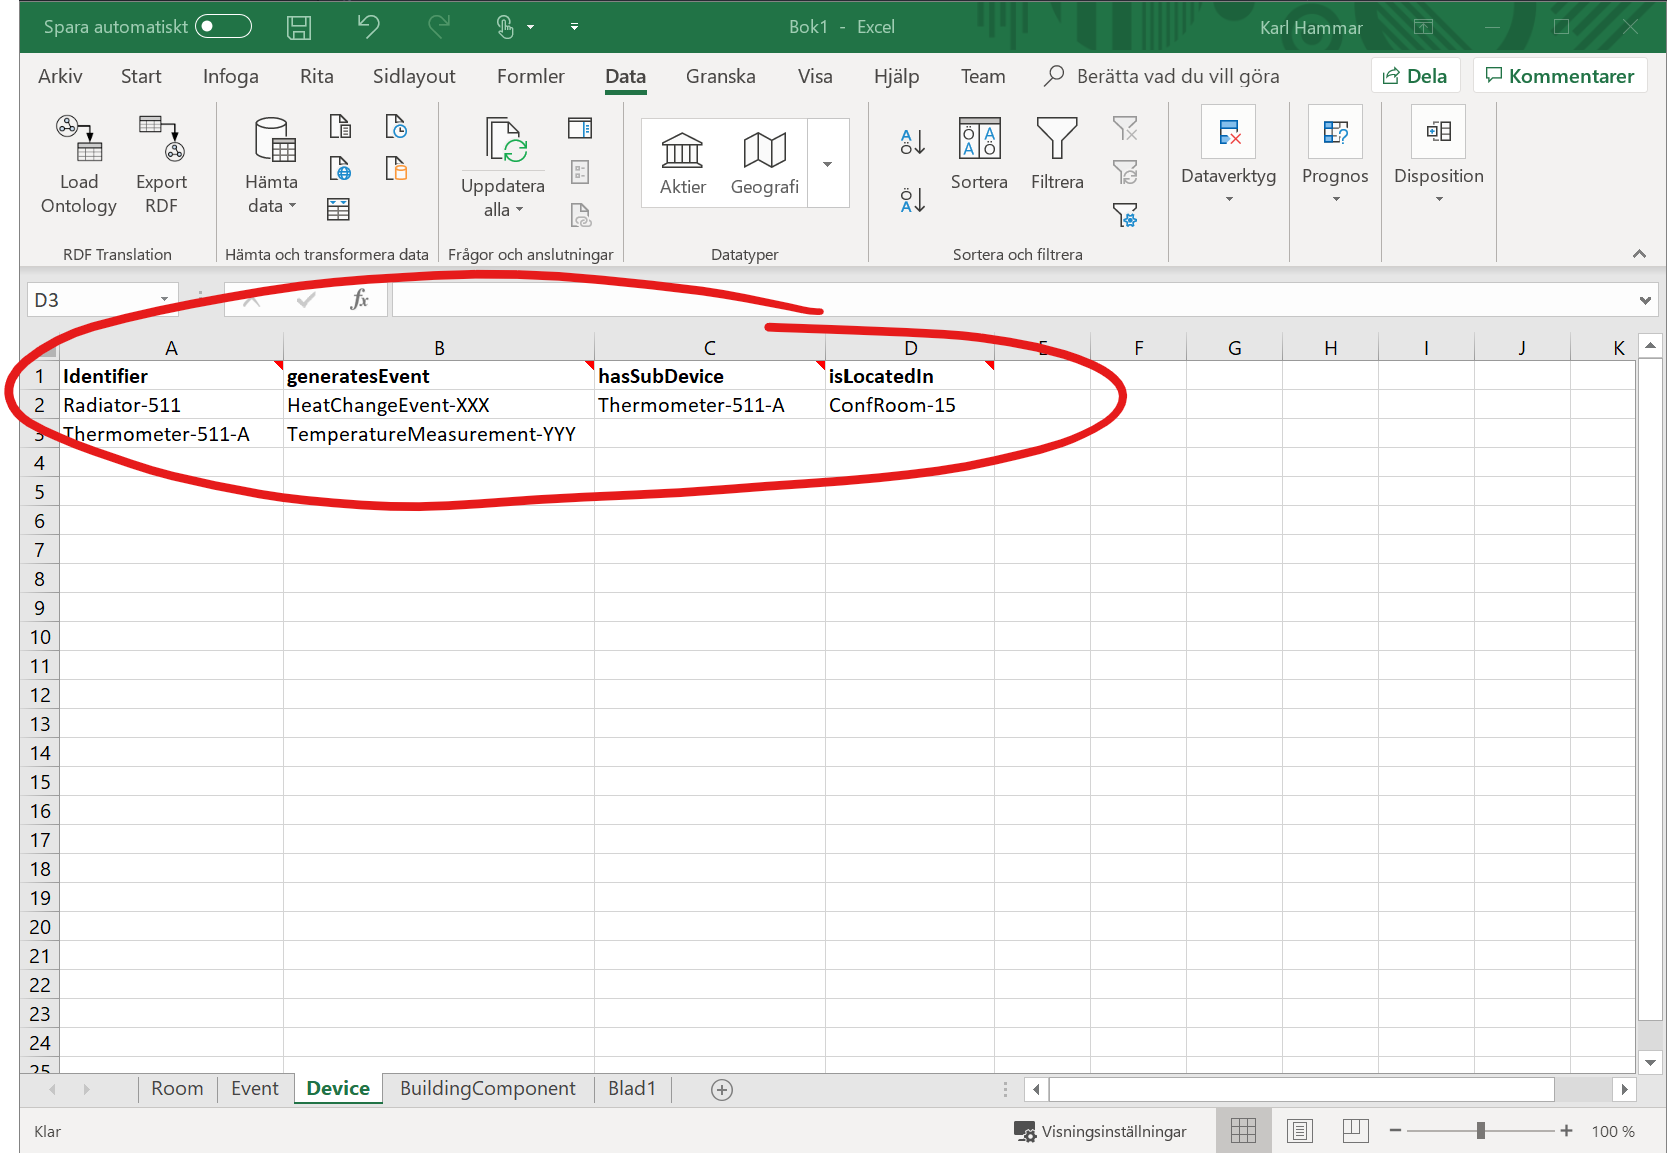 Spara automatiskt
Bok1 - Excel
Karl Hammar
Arkiv Start Infoga Rita Sidlayout Formler Data Granska Visa Hjälp Team Berätta vad du vill göra Dela Kommentarer
Load Ontology
Export RDF
RDF Translation
Hämta data
Hämta och transformera data
Uppdatera alla
Frågor och anslutningar
Aktier
Geografi
Datatyper
A
Ö
Ö
A
Ö A
A Ö
Sortera
Filtrera
Sortera och filtrera
Dataverktyg
Prognos
Disposition
D3
fx
A B C D E F G H I J K
1 Identifier generatesEvent hasSubDevice isLocatedIn
2 Radiator-511 HeatChangeEvent-XXX Thermometer-511-A ConfRoom-15
3 Thermometer-511-A TemperatureMeasurement-YYY
4
5
6
7
8
9
10
11
12
13
14
15
16
17
18
19
20
21
22
23
24
25
Room Event Device BuildingComponent Blad1
Klar
Visningsinställningar
100 %